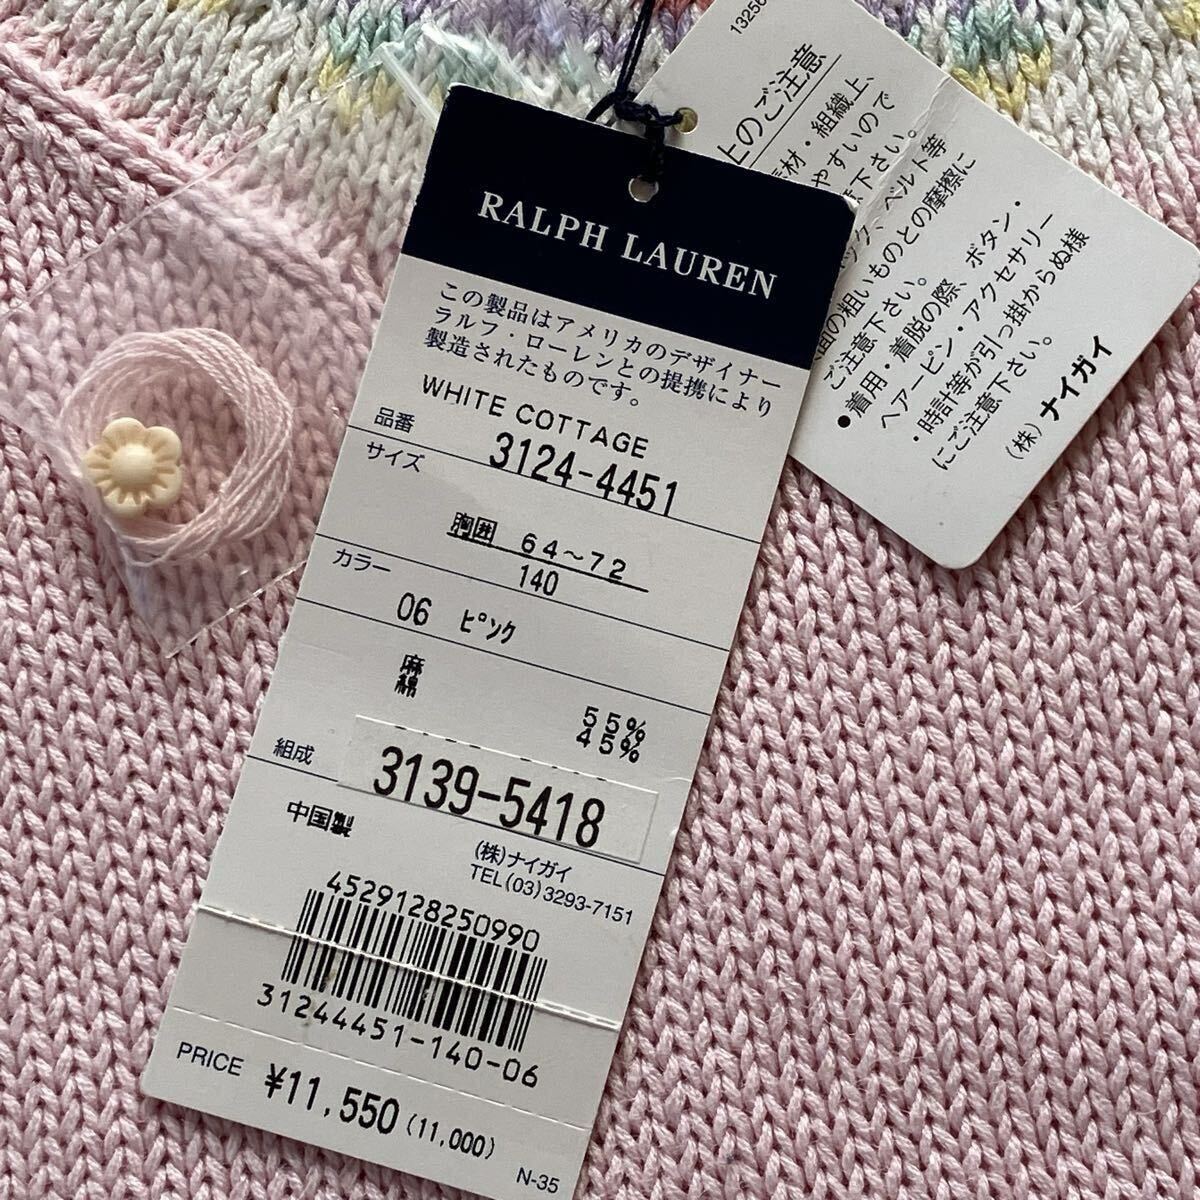 RALPH LAUREN
この製品はアメリカのデザイナー
ラルフ・ローレンとの提携により
製造されたものです。
WHITE COTTAGE
品番
3124-4451
サイズ
胸囲 64～72
140
カラー
06 ピンク
麻 55%
綿 45%
組成
3139-5418
中国製
(株)ナイガイ
TEL(03)3293-7151
4529128250990
31244451-140-06
PRICE ¥11,550 (11,000)
N-35
13256
上のご注意
素材・組織上、
やすいので
下さい。
バック、ベルト等
面の粗いものとの摩擦に
ご注意下さい。
●着用・着脱の際、ボタン・
ヘアーピン・アクセサリー
・時計等が引っ掛からぬ様
にご注意下さい。
(株)ナイガイ